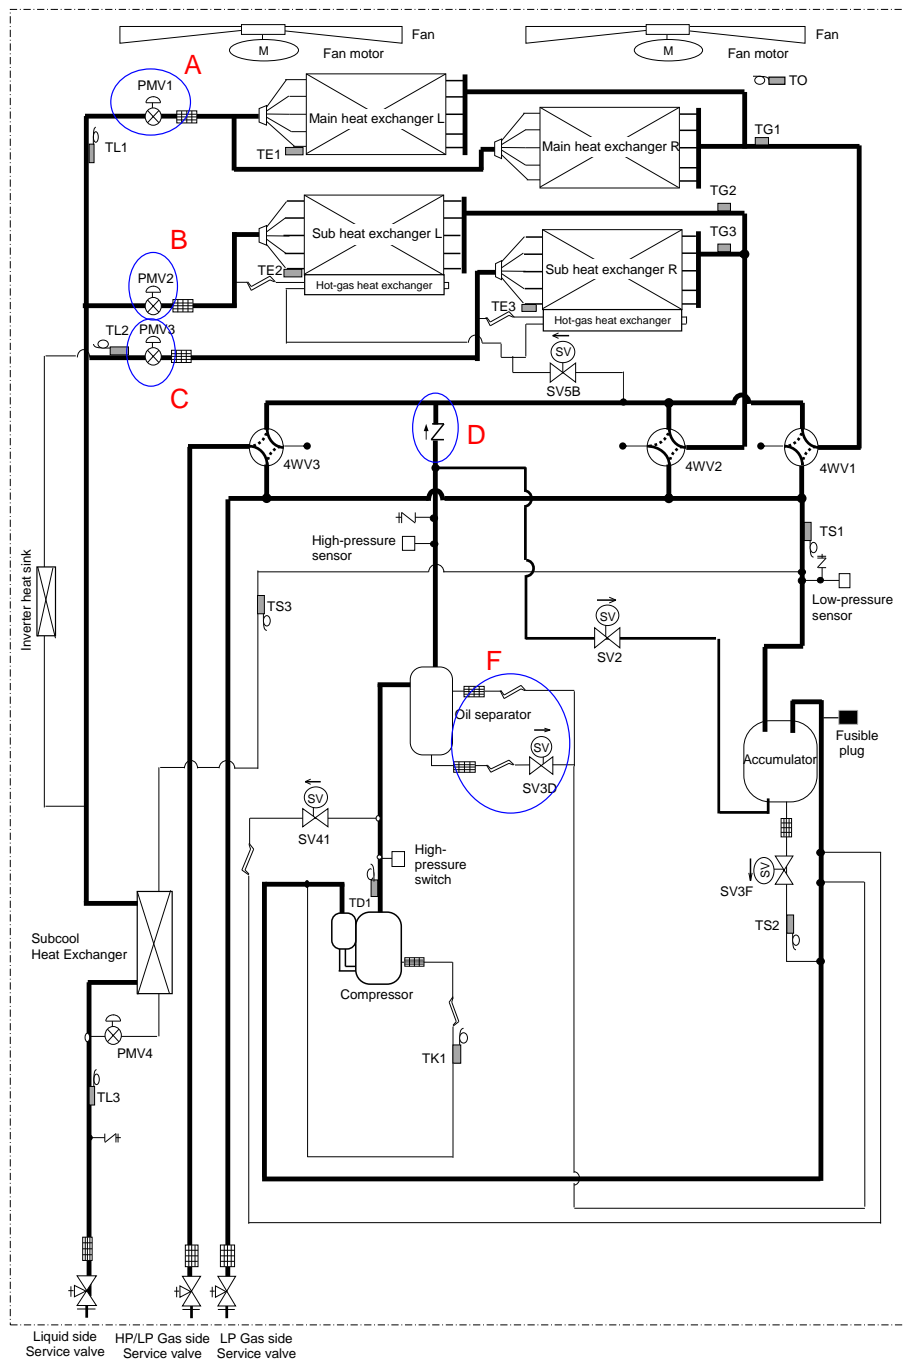 Fan
Fan
M
Fan motor
M
Fan motor
A
PMV1
TO
Main heat exchanger L
TG1
TL1
TE1
Main heat exchanger R
TG2
B
Sub heat exchanger L
TG3
PMV2
TE2
Sub heat exchanger R
Hot-gas heat exchanger
TE3
TL2
PMV3
Hot-gas heat exchanger
SV
SV5B
C
D
4WV3
4WV2
4WV1
TS1
High-pressure
sensor
Inverter heat sink
TS3
SV
SV2
Low-pressure
sensor
F
Oil separator
SV
SV3D
Fusible
plug
Accumulator
SV
SV41
High-
pressure
switch
SV
SV3F
TD1
TS2
Subcool
Heat Exchanger
Compressor
PMV4
TK1
TL3
Liquid side
Service valve
HP/LP Gas side
Service valve
LP Gas side
Service valve